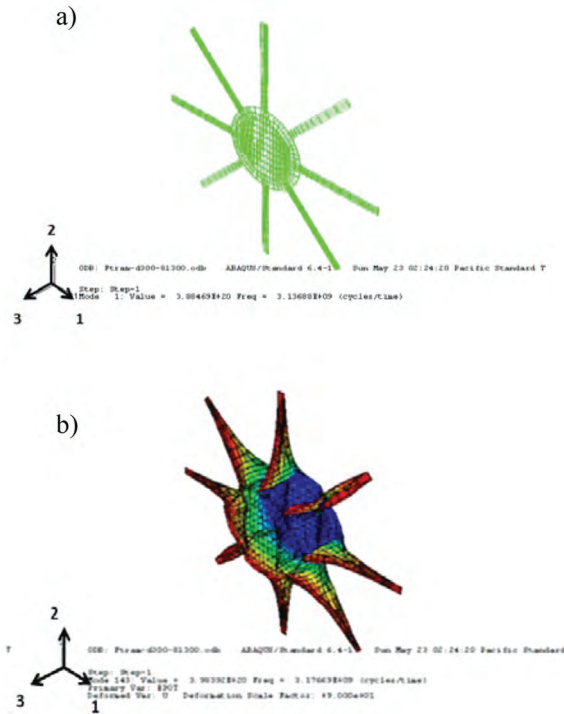 a)
2
3
1
ODB: Ftram-d300-81300.odb ABAQUS/Standard 6.4-1 Sun May 23 02:24:20 Pacific Standard T
Step: Step-1
Mode 1: Value = 3.88469E+20 Freq = 3.13688E+09 (cycles/time)
b)
2
3
1
T ODB: Ftram-d300-81300.odb ABAQUS/Standard 6.4-1 Sun May 23 02:24:20 Pacific Standard
Step: Step-1
Mode 143: Value = 3.98392E+20 Freq = 3.17669E+09 (cycles/time)
Primary Var: EPOT
Deformed Var: U Deformation Scale Factor: +9.000e+01